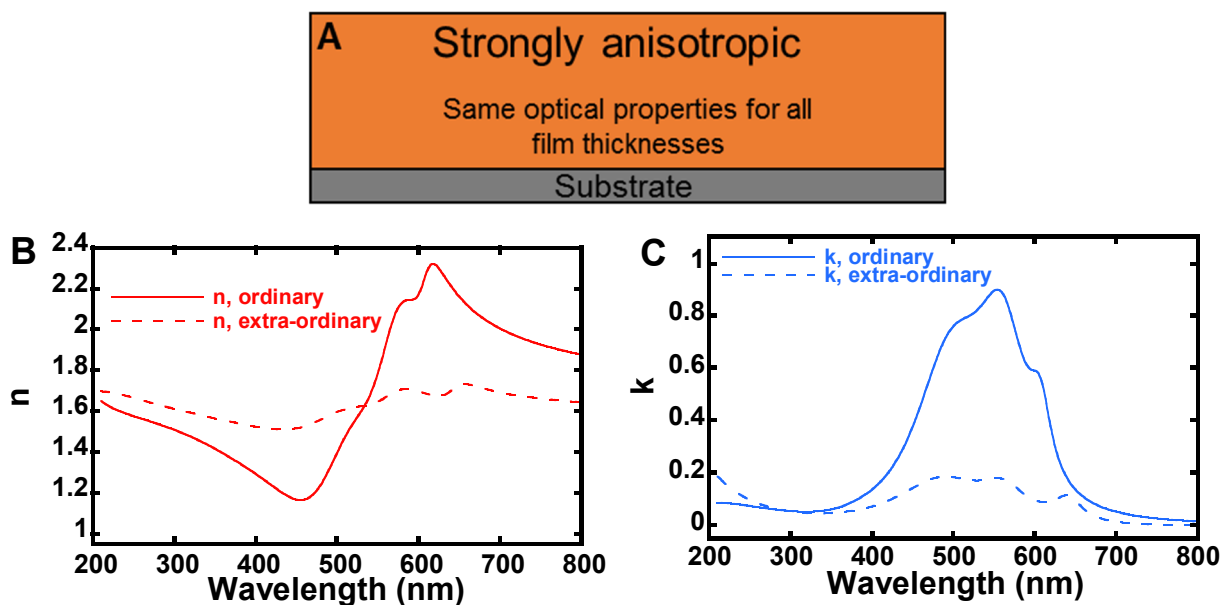 A
Strongly anisotropic
Same optical properties for all
film thicknesses
Substrate
B
2.4
2.2
2
1.8
1.6
1.4
1.2
1
n
n, ordinary
n, extra-ordinary
200 300 400 500 600 700 800
Wavelength (nm)
C
1
0.8
0.6
0.4
0.2
0
k
k, ordinary
k, extra-ordinary
200 300 400 500 600 700 800
Wavelength (nm)